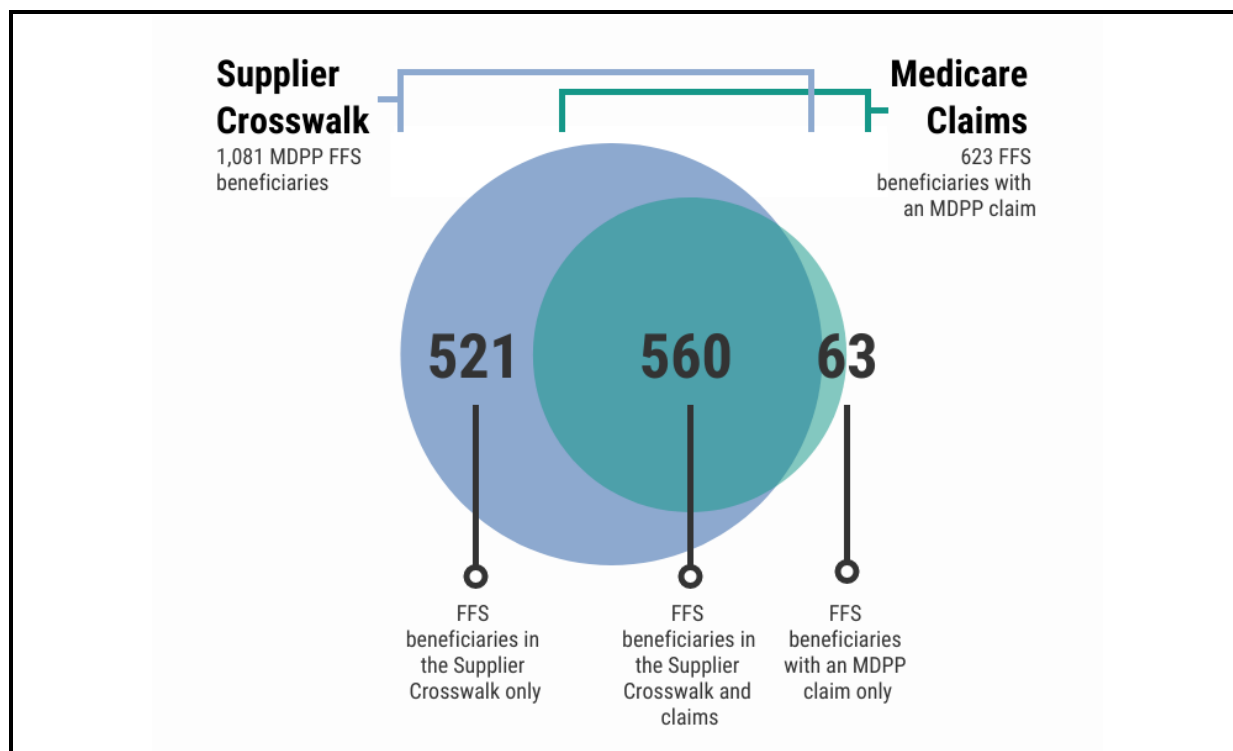 Supplier
Crosswalk
1,081 MDPP FFS
beneficiaries
Medicare
Claims
623 FFS
beneficiaries with
an MDPP claim
521
560
63
FFS
beneficiaries in
the Supplier
Crosswalk only
FFS
beneficiaries in
the Supplier
Crosswalk and
claims
FFS
beneficiaries
with an MDPP
claim only